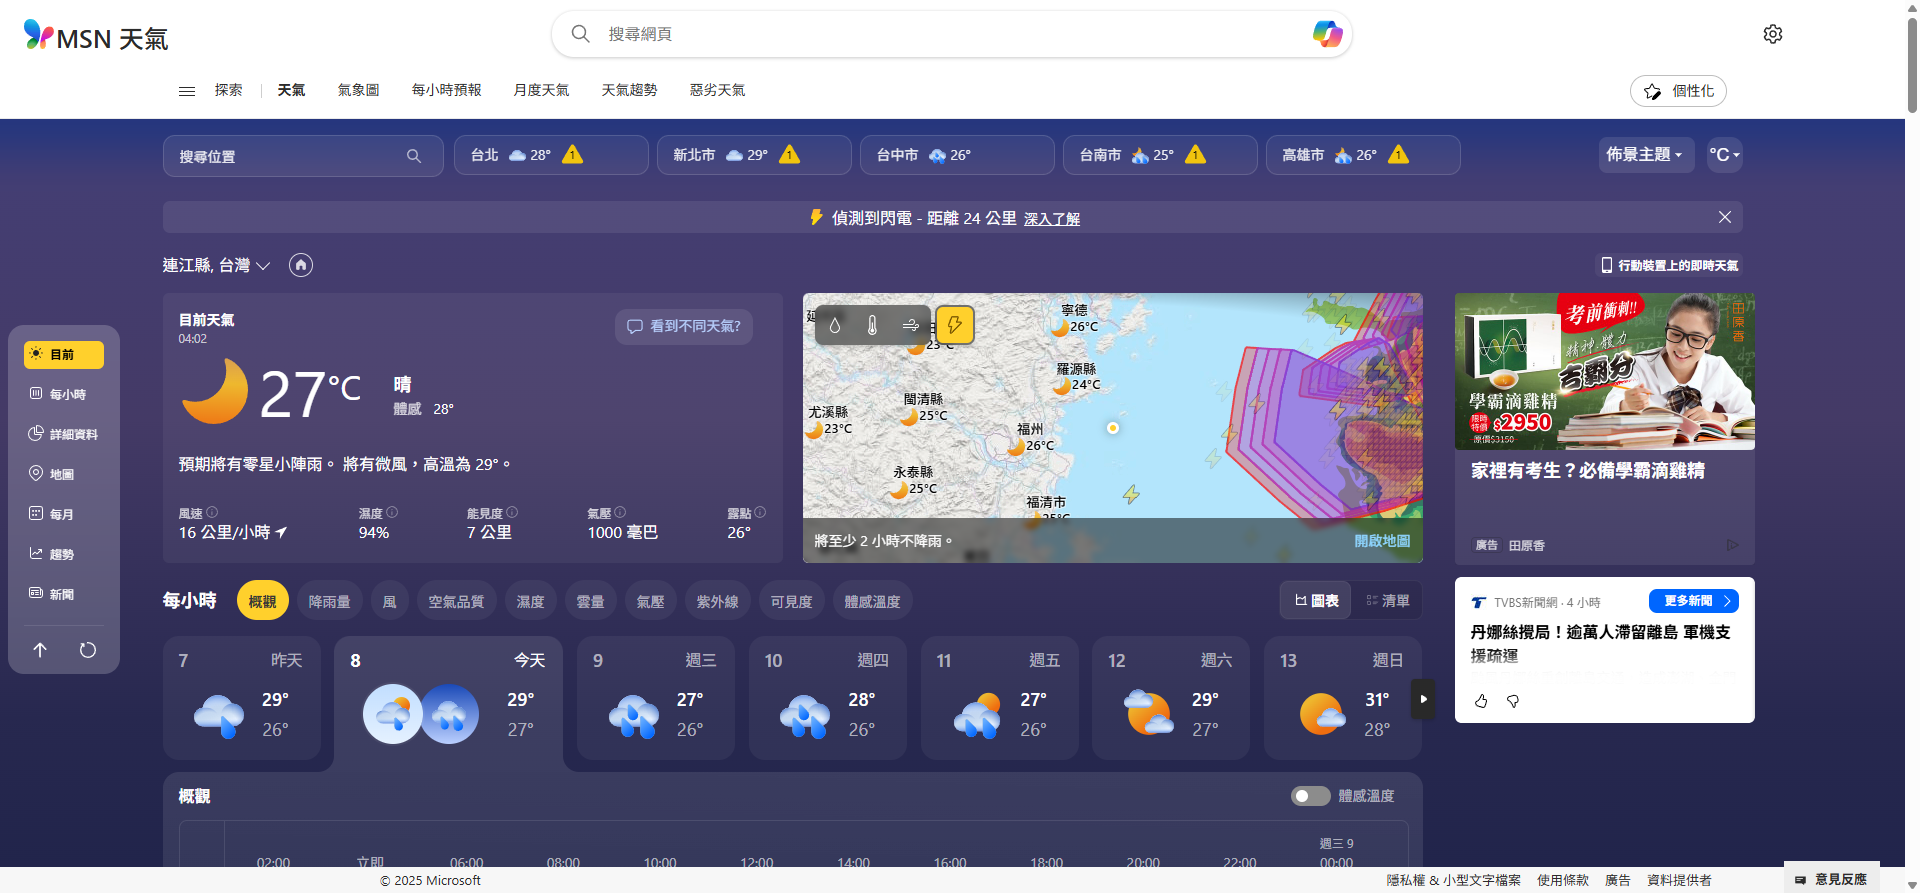 MSN 天氣
搜尋網頁
探索
天氣
氣象圖
每小時預報
月度天氣
天氣趨勢
惡劣天氣
個性化
搜尋位置
台北 28° 1
新北市 29° 1
台中市 26°
台南市 25° 1
高雄市 26° 1
佈景主題
°C
偵測到閃電 - 距離 24 公里 深入了解
連江縣, 台灣
行動裝置上的即時天氣
目前
每小時
詳細資料
地圖
每月
趨勢
新聞
目前天氣
04:02
看到不同天氣?
27°C
晴
體感 28°
預期將有零星小陣雨。 將有微風，高溫為 29°。
風速
16 公里/小時
濕度
94%
能見度
7 公里
氣壓
1000 毫巴
露點
26°
寧德
26°C
23°C
羅源縣
24°C
閩清縣
25°C
尤溪縣
23°C
福州
26°C
永泰縣
25°C
福清市
25°C
將至少 2 小時不降雨。
開啟地圖
考前衝刺!!
田原香
精神·體力
吉霸分
學霸滴雞精
限時特價 $2950
原價$3150
家裡有考生？必備學霸滴雞精
廣告 田原香
TVBS新聞網 · 4 小時
更多新聞
丹娜絲攪局！逾萬人滯留離島 軍機支
援疏運
每小時
概觀
降雨量
風
空氣品質
濕度
雲量
氣壓
紫外線
可見度
體感溫度
圖表
清單
7 昨天
29°
26°
8 今天
29°
27°
9 週三
27°
26°
10 週四
28°
26°
11 週五
27°
26°
12 週六
29°
27°
13 週日
31°
28°
概觀
體感溫度
週三 9
02:00 立即 06:00 08:00 10:00 12:00 14:00 16:00 18:00 20:00 22:00 00:00
© 2025 Microsoft
隱私權 & 小型文字檔案
使用條款
廣告
資料提供者
意見反應